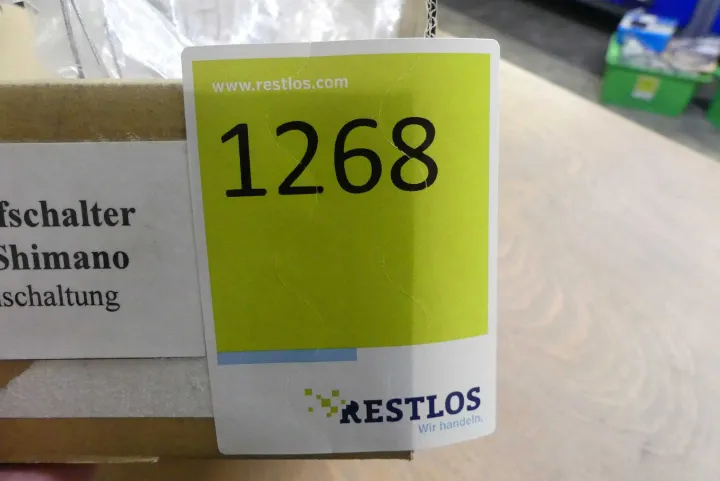 www.restlos.com
1268
fschalter
Shimano
schaltung
RESTLOS
Wir handeln.